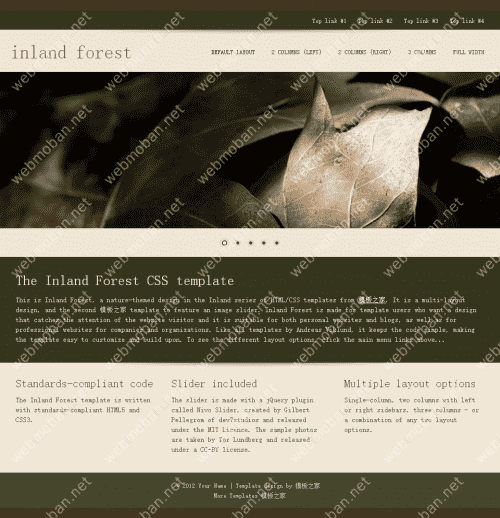 Top link #1 Top link #2 Top link #3 Top link #4
inland forest
DEFAULT LAYOUT 2 COLUMNS (LEFT) 2 COLUMNS (RIGHT) 3 COLUMNS FULL WIDTH
The Inland Forest CSS template
This is Inland Forest, a nature-themed design in the Inland series of HTML/CSS templates from 模板之家. It is a multi-layout
design, and the second 模板之家 template to feature an image slider. Inland Forest is made for template users who want a design
that catches the attention of the website visitor and it is suitable for both personal websites and blogs, as well as for
professional websites for companies and organizations. Like all templates by Andreas Viklund, it keeps the code simple, making
the template easy to customize and build upon. To see the different layout options, click the main menu links above...
Standards-compliant code
The Inland Forest template is written
with standards-compliant HTML5 and
CSS3.
Slider included
The slider is made with a jQuery plugin
called Nivo Slider, created by Gilbert
Pellegrom of dev7studios and released
under the MIT licence. The sample photos
are taken by Tor Lundberg and released
under a CC-BY license.
Multiple layout options
Single-column, two columns with left
or right sidebars, three columns - or
a combination of any two layout
options.
© 2012 Your Name | Template design by 模板之家
More Templates 模板之家
webmoban.net